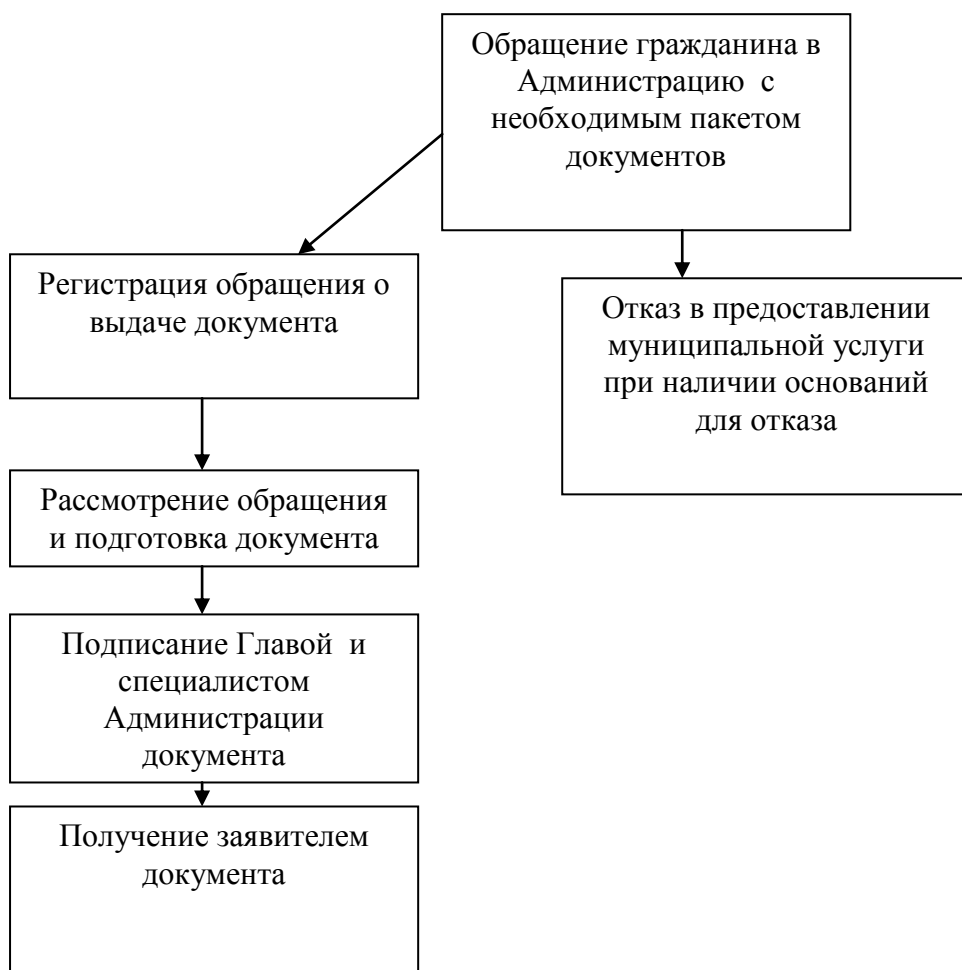 Обращение гражданина в
Администрацию  с
необходимым пакетом
документов
Регистрация обращения о
выдаче документа
Отказ в предоставлении
муниципальной услуги
при наличии оснований
для отказа
Рассмотрение обращения
и подготовка документа
Подписание Главой  и
специалистом
Администрации
документа
Получение заявителем
документа